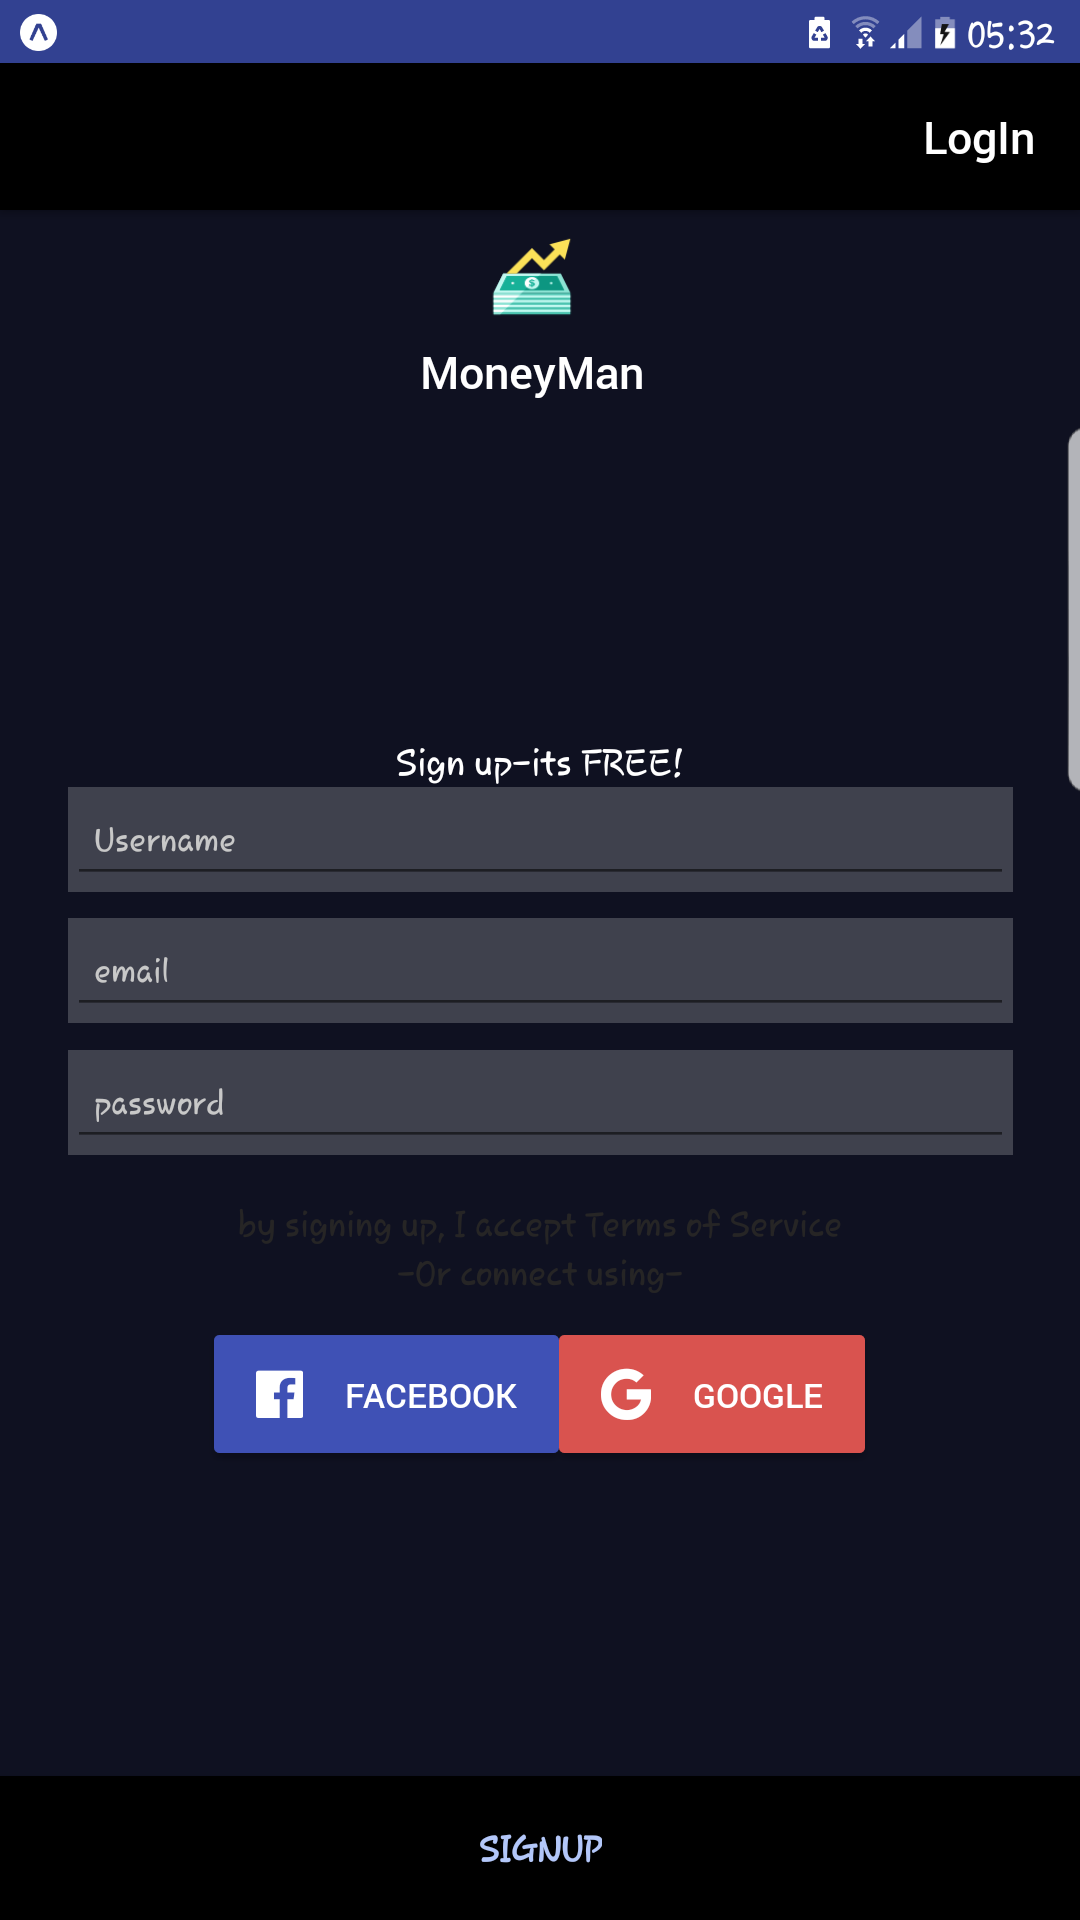 05:32
LogIn
MoneyMan
Sign up-its FREE!
Username
email
password
by signing up, I accept Terms of Service
-Or connect using-
FACEBOOK GOOGLE
SIGNUP